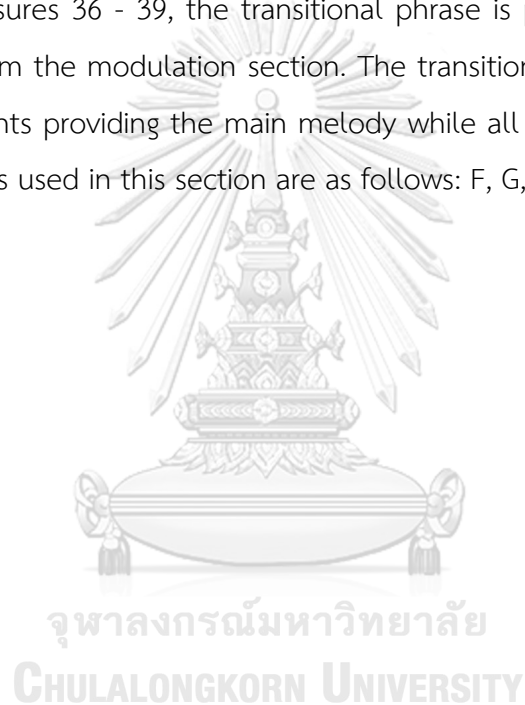 sures 36 - 39, the transitional phrase is
m the modulation section. The transition
nts providing the main melody while all
s used in this section are as follows: F, G,
จุฬาลงกรณ์มหาวิทยาลัย
CHULALONGKORN UNIVERSITY